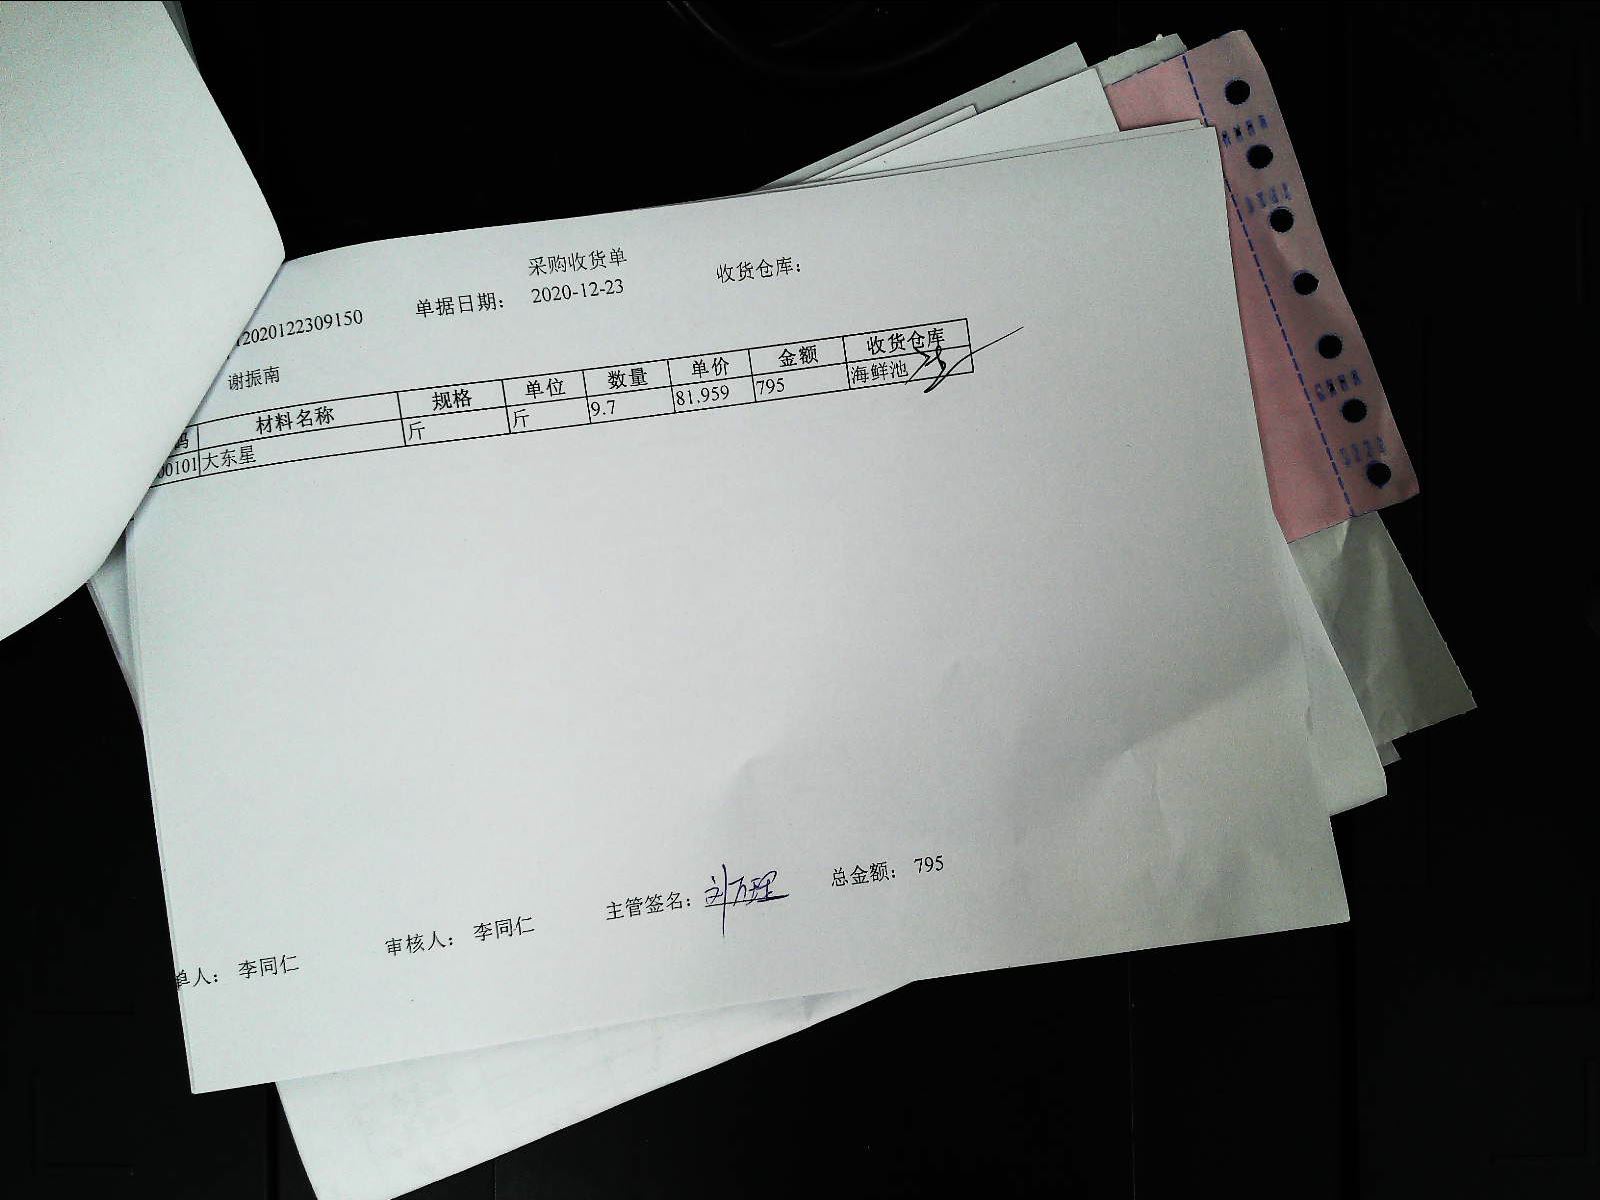 采购收货单
12020122309150 单据日期： 2020-12-23 收货仓库：
谢振南
码 材料名称 规格 单位 数量 单价 金额 收货仓库
00101 大东星 斤 斤 9.7 81.959 795 海鲜池
单人： 李同仁 审核人： 李同仁 主管签名： 总金额： 795